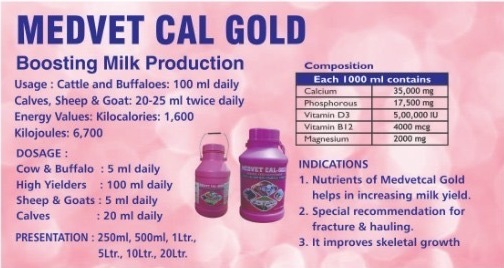 MEDVET CAL GOLD
Boosting Milk Production
Usage : Cattle and Buffaloes: 100 ml daily
Calves, Sheep & Goat: 20-25 ml twice daily
Energy Values: Kilocalories: 1,600
Kilojoules: 6,700
DOSAGE :
Cow & Buffalo : 5 ml daily
High Yielders : 100 ml daily
Sheep & Goats : 5 ml daily
Calves : 20 ml daily
PRESENTATION : 250ml, 500ml, 1Ltr.,
5Ltr., 10Ltr., 20Ltr.
MEDVET CAL-GOLD
Composition
Each 1000 ml contains
Calcium 35,000 mg
Phosphorous 17,500 mg
Vitamin D3 5,00,000 IU
Vitamin B12 4000 mcg
Magnesium 2000 mg
INDICATIONS
1. Nutrients of Medvetcal Gold
helps in increasing milk yield.
2. Special recommendation for
fracture & hauling.
3. It improves skeletal growth